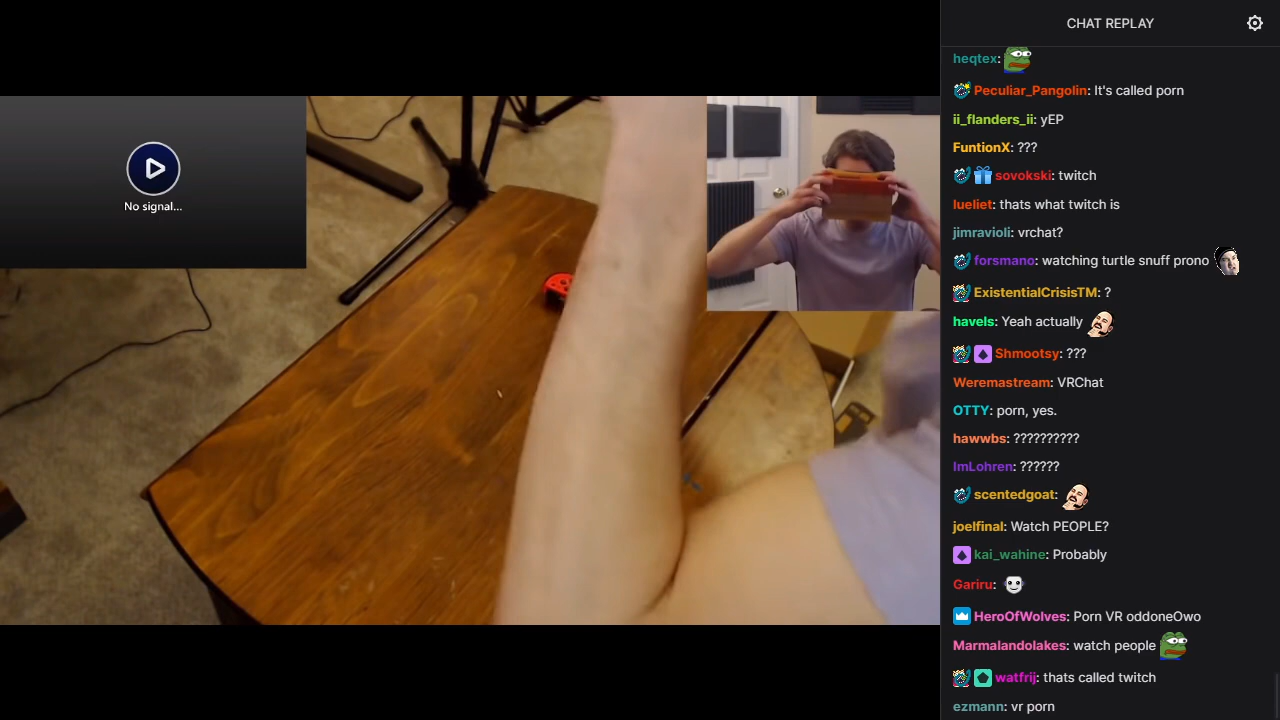 No signal...
CHAT REPLAY
heqtex:
Peculiar_Pangolin: It's called porn
ii_flanders_ii: yEP
FuntionX: ???
sovokski: twitch
lueliet: thats what twitch is
jimravioli: vrchat?
forsmano: watching turtle snuff prono
ExistentialCrisisTM: ?
havels: Yeah actually
Shmootsy: ???
Weremastream: VRChat
OTTY: porn, yes.
hawwbs: ??????????
ImLohren: ??????
scentedgoat:
joelfinal: Watch PEOPLE?
kai_wahine: Probably
Gariru:
HeroOfWolves: Porn VR oddoneOwo
Marmalandolakes: watch people
watfrij: thats called twitch
ezmann: vr porn